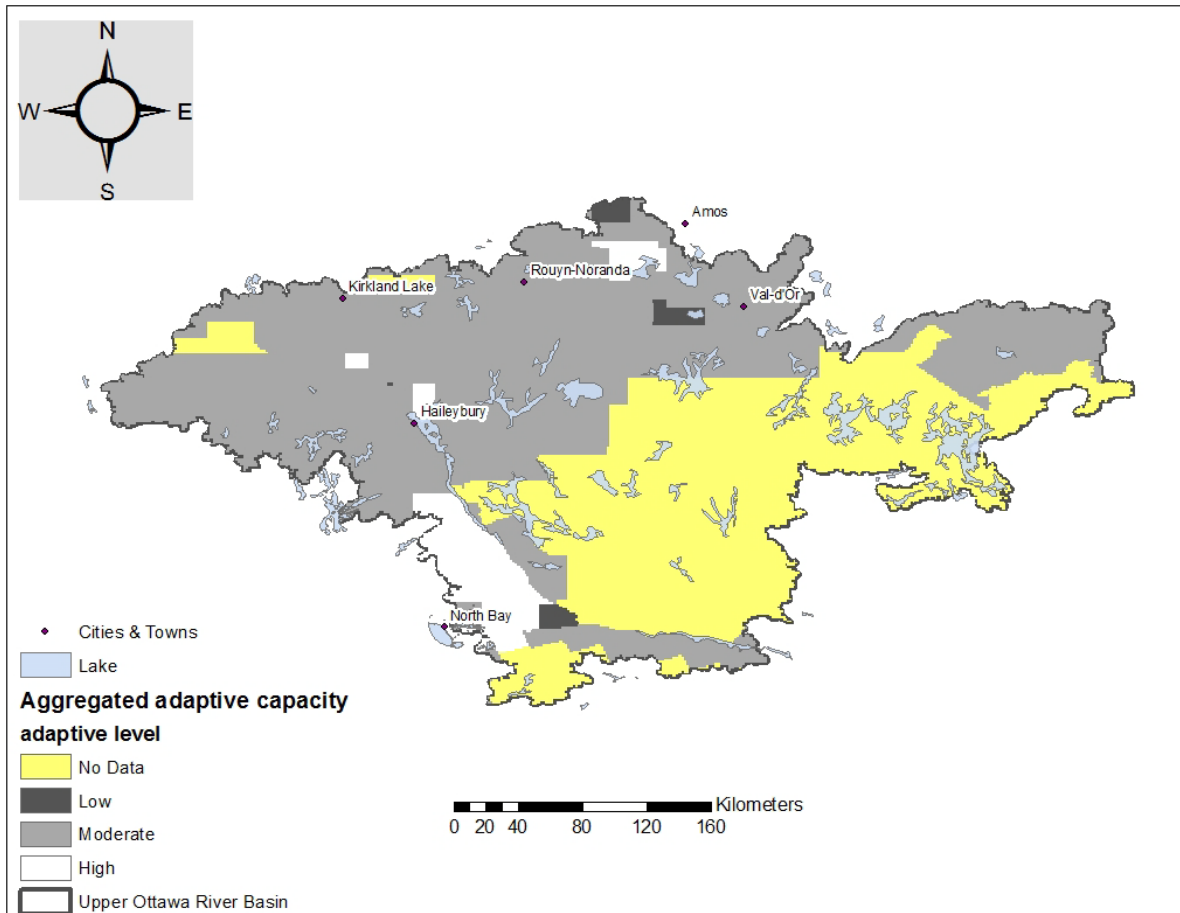 N
W E
S
Amos
Rouyn-Noranda
Kirkland Lake
Val-d'Or
Haileybury
North Bay
Cities & Towns
Lake
Aggregated adaptive capacity
adaptive level
No Data
Low
Moderate
High
Upper Ottawa River Basin
Kilometers
0 20 40 80 120 160